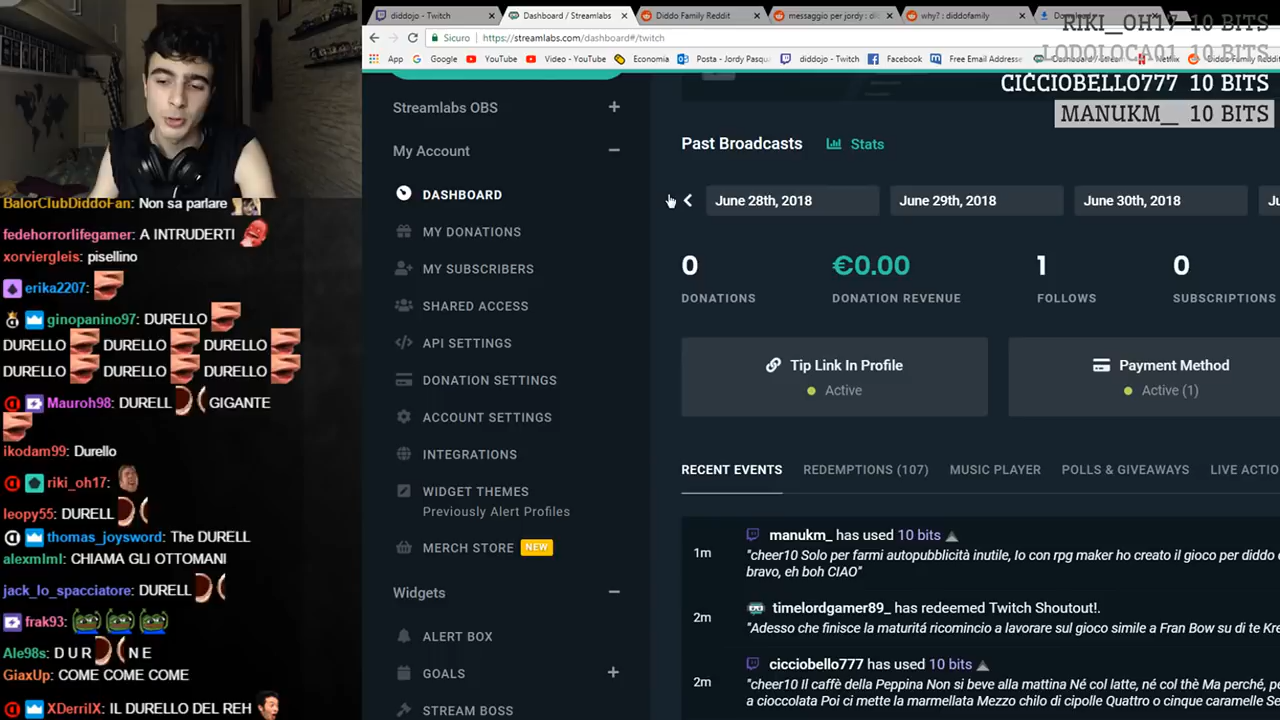 diddojo - Twitch
Dashboard / Streamlabs
Diddo Family Reddit
messaggio per jordy : di
why? : diddofamily
RIKI_OH17 10 BITS
Sicuro
https://streamlabs.com/dashboard#/twitch
LODOLOCA01 10 BITS
App
Google
YouTube
Video - YouTube
Economia
Posta - Jordy Pasqu
diddojo - Twitch
Facebook
Free Email Addresse
CICCIOBELLO777 10 BITS
MANUKM_ 10 BITS
BalorClubDiddoFan: Non sa parlare
fedehorrorlifegamer: A INTRUDERTI
xorviergleis: pisellino
erika2207:
ginopanino97: DURELLO
DURELLO DURELLO DURELLO
DURELLO DURELLO DURELLO
Mauroh98: DURELL GIGANTE
ikodam99: Durello
riki_oh17:
leopy55: DURELL
thomas_joysword: The DURELL
alexmlml: CHIAMA GLI OTTOMANI
jack_lo_spacciatore: DURELL
frak93:
Ale98s: D U R N E
GiaxUp: COME COME COME
XDerriIX: IL DURELLO DEL REH
Streamlabs OBS
My Account
DASHBOARD
MY DONATIONS
MY SUBSCRIBERS
SHARED ACCESS
API SETTINGS
DONATION SETTINGS
ACCOUNT SETTINGS
INTEGRATIONS
WIDGET THEMES
Previously Alert Profiles
MERCH STORE NEW
Widgets
ALERT BOX
GOALS
STREAM BOSS
Past Broadcasts Stats
June 28th, 2018 June 29th, 2018 June 30th, 2018
0 €0.00 1 0
DONATIONS DONATION REVENUE FOLLOWS SUBSCRIPTIONS
Tip Link In Profile
Active
Payment Method
Active (1)
RECENT EVENTS REDEMPTIONS (107) MUSIC PLAYER POLLS & GIVEAWAYS LIVE ACTIO
manukm_ has used 10 bits
1m
"cheer10 Solo per farmi autopubblicità inutile, Io con rpg maker ho creato il gioco per diddo
bravo, eh boh CIAO"
timelordgamer89_ has redeemed Twitch Shoutout!.
2m
"Adesso che finisce la maturitá ricomincio a lavorare sul gioco simile a Fran Bow su di te Kre
cicciobello777 has used 10 bits
2m
"cheer10 Il caffè della Peppina Non si beve alla mattina Né col latte, né col thè Ma perché, pe
a cioccolata Poi ci mette la marmellata Mezzo chilo di cipolle Quattro o cinque caramelle Se